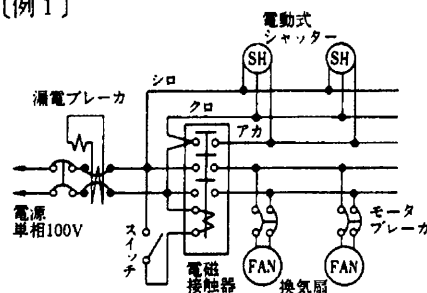 〔例1〕
電動式
シャッター
SH
SH
シロ
漏電ブレーカ
クロ
アカ
電源
単相100V
スイッチ
電磁
接触器
FAN
換気扇
FAN
モータ
ブレーカ